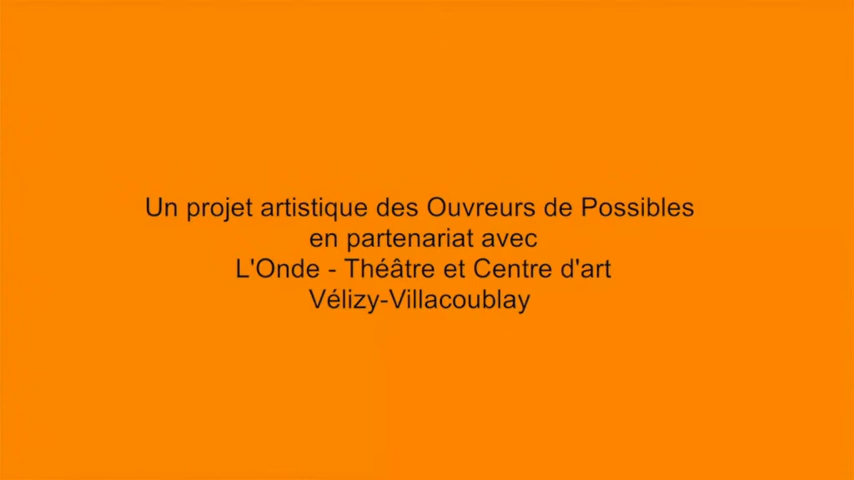 Un projet artistique des Ouvreurs de Possibles
en partenariat avec
L'Onde - Théâtre et Centre d'art
Vélizy-Villacoublay